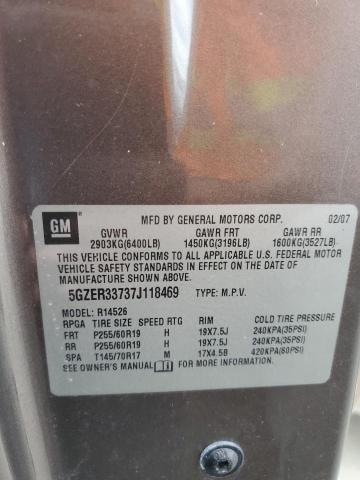 GM
MFD BY GENERAL MOTORS CORP. 02/07
GVWR GAWR FRT GAWR RR
2903KG(6400LB) 1450KG(3196LB) 1600KG(3527LB)
THIS VEHICLE CONFORMS TO ALL APPLICABLE U.S. FEDERAL MOTOR
VEHICLE SAFETY STANDARDS IN EFFECT ON THE DATE OF
MANUFACTURE SHOWN ABOVE.
5GZER33737J118469 TYPE: M.P.V.
MODEL: R14526
RPGA TIRE SIZE SPEED RTG RIM COLD TIRE PRESSURE
FRT P255/60R19 H 19X7.5J 240KPA(35PSI)
RR P255/60R19 H 19X7.5J 240KPA(35PSI)
SPA T145/70R17 M 17X4.5B 420KPA(60PSI)
SEE OWNER'S MANUAL FOR MORE INFORMATION.